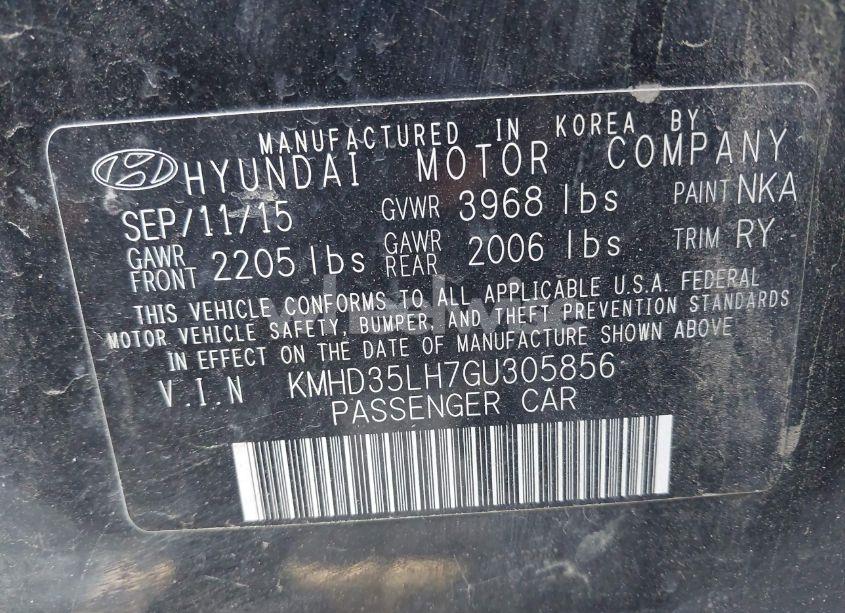 MANUFACTURED IN KOREA BY
HYUNDAI MOTOR COMPANY
SEP/11/15 GVWR 3968 lbs PAINT NKA
GAWR FRONT 2205 lbs GAWR REAR 2006 lbs TRIM RY
THIS VEHICLE CONFORMS TO ALL APPLICABLE U.S.A. FEDERAL
MOTOR VEHICLE SAFETY, BUMPER, AND THEFT PREVENTION STANDARDS
IN EFFECT ON THE DATE OF MANUFACTURE SHOWN ABOVE
V.I.N KMHD35LH7GU305856
PASSENGER CAR